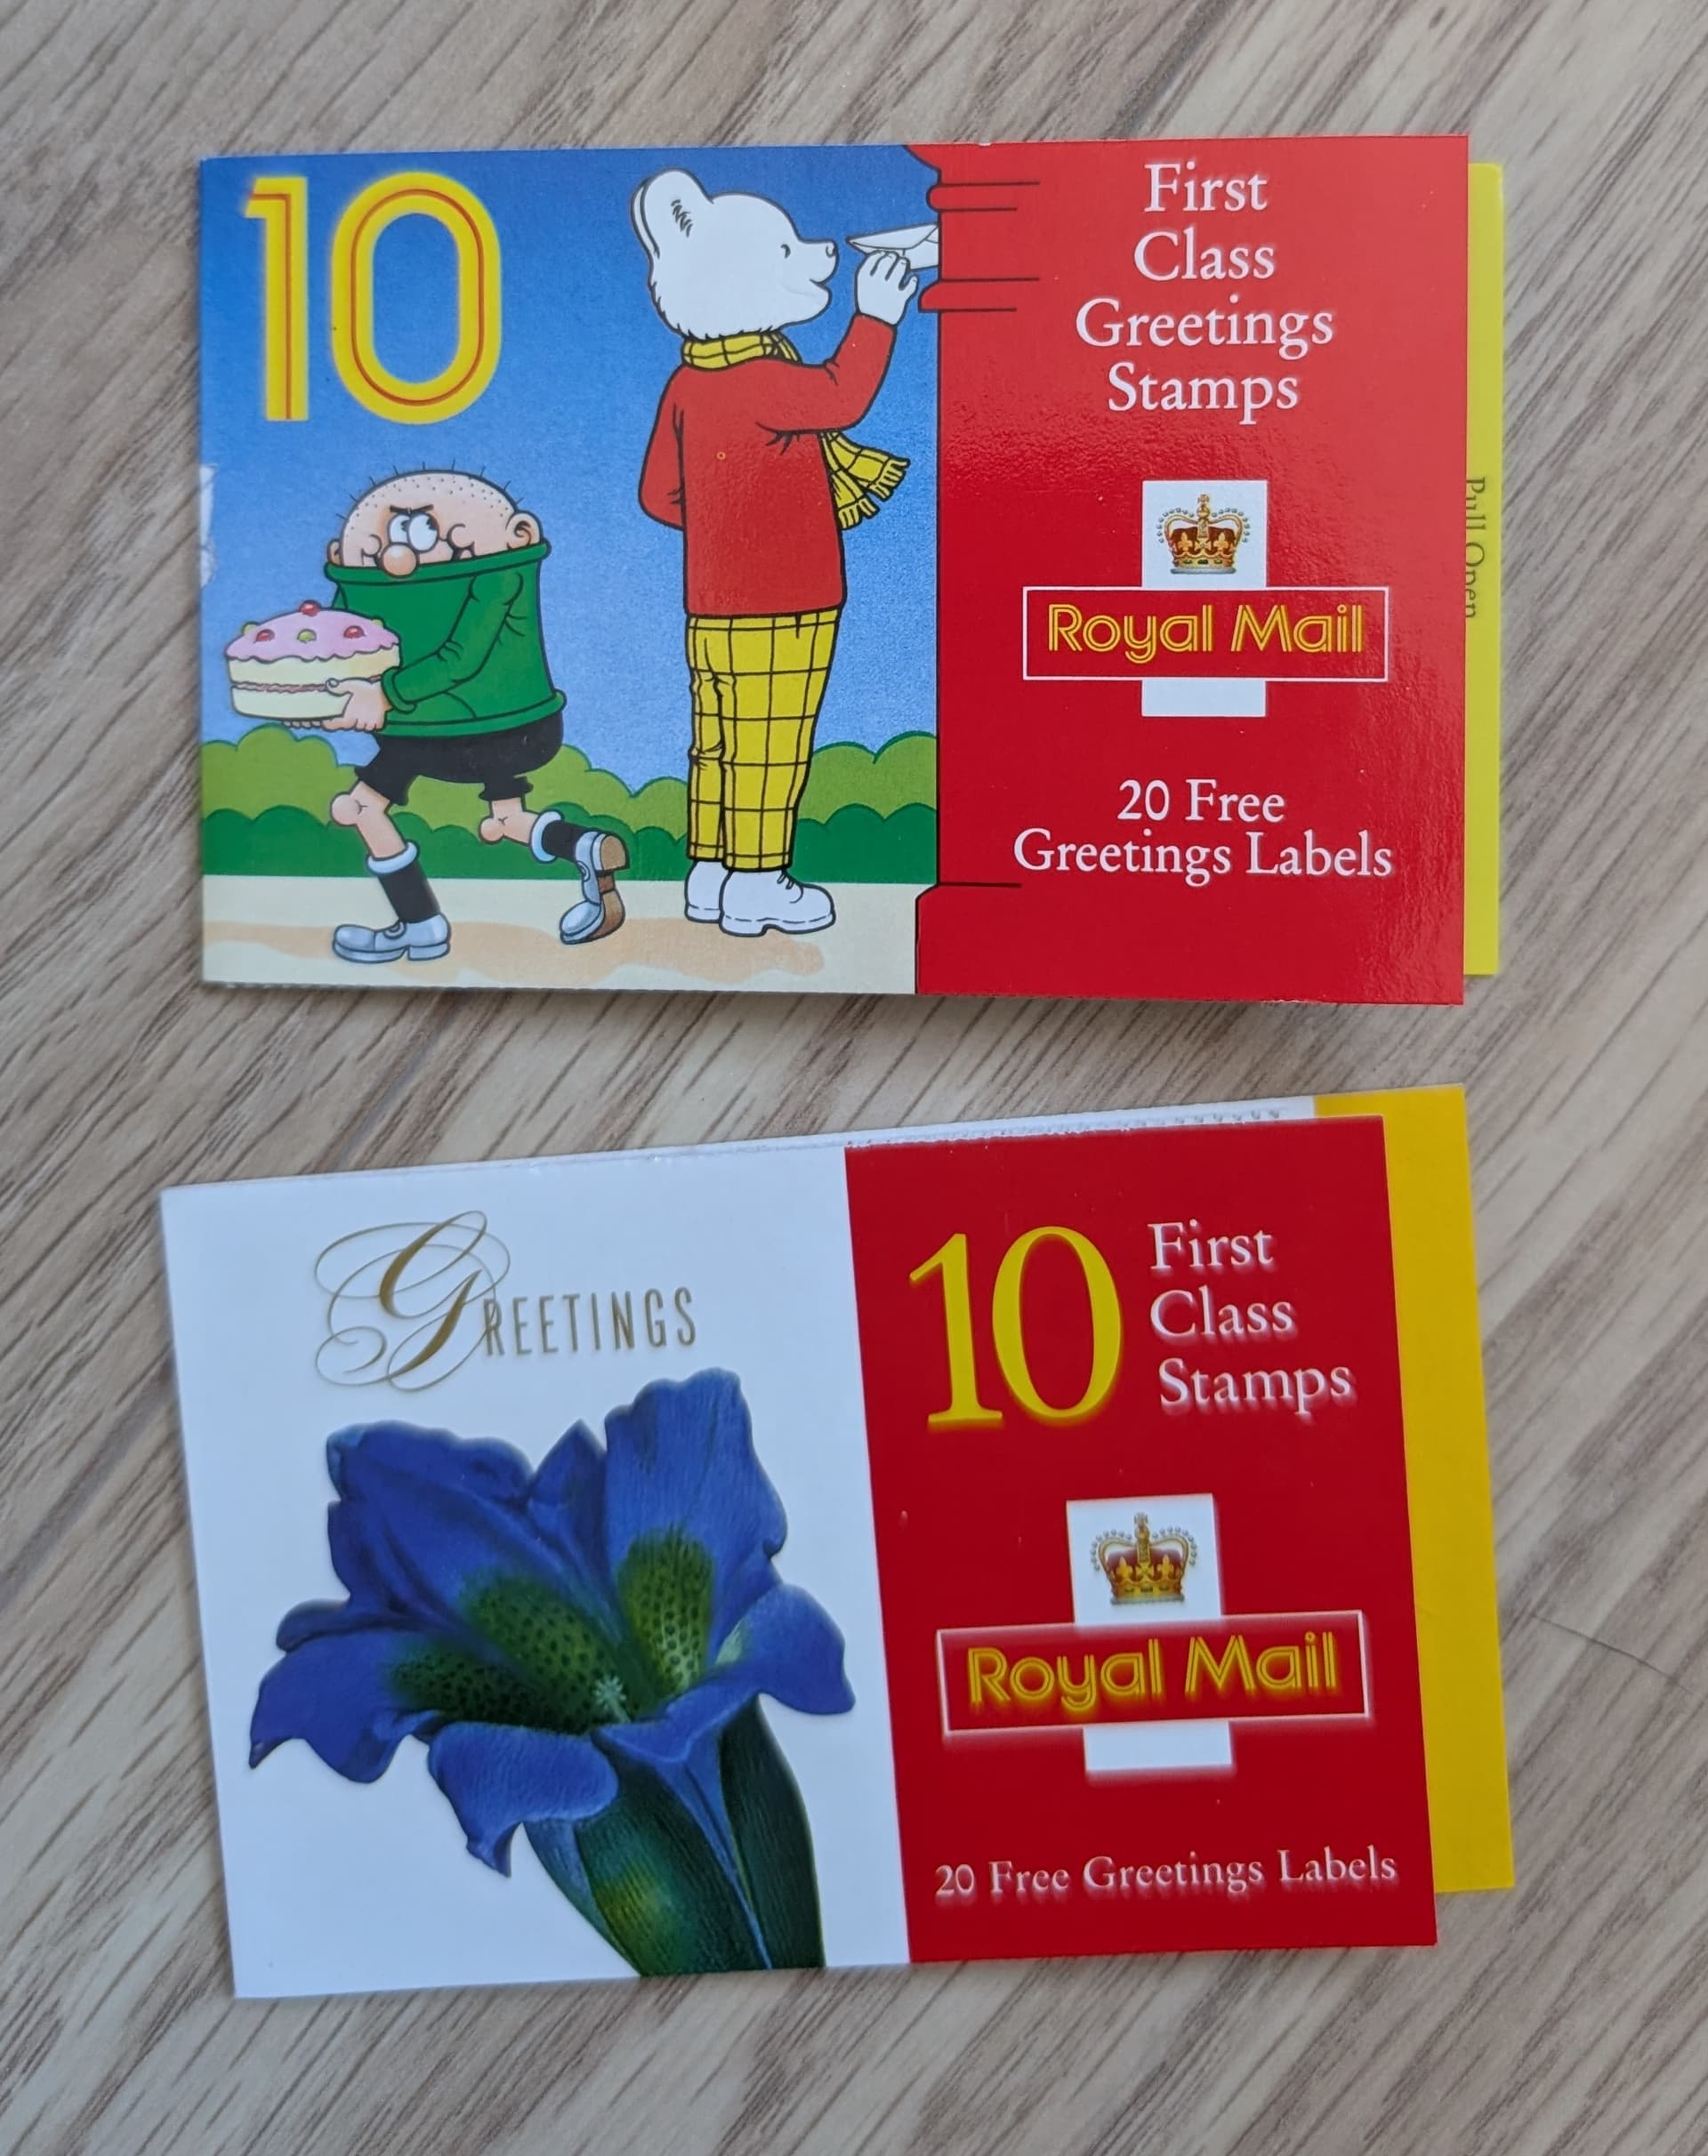 10
First
Class
Greetings
Stamps
Royal Mail
20 Free
Greetings Labels
Pull Open
Greetings
10
First
Class
Stamps
Royal Mail
20 Free Greetings Labels